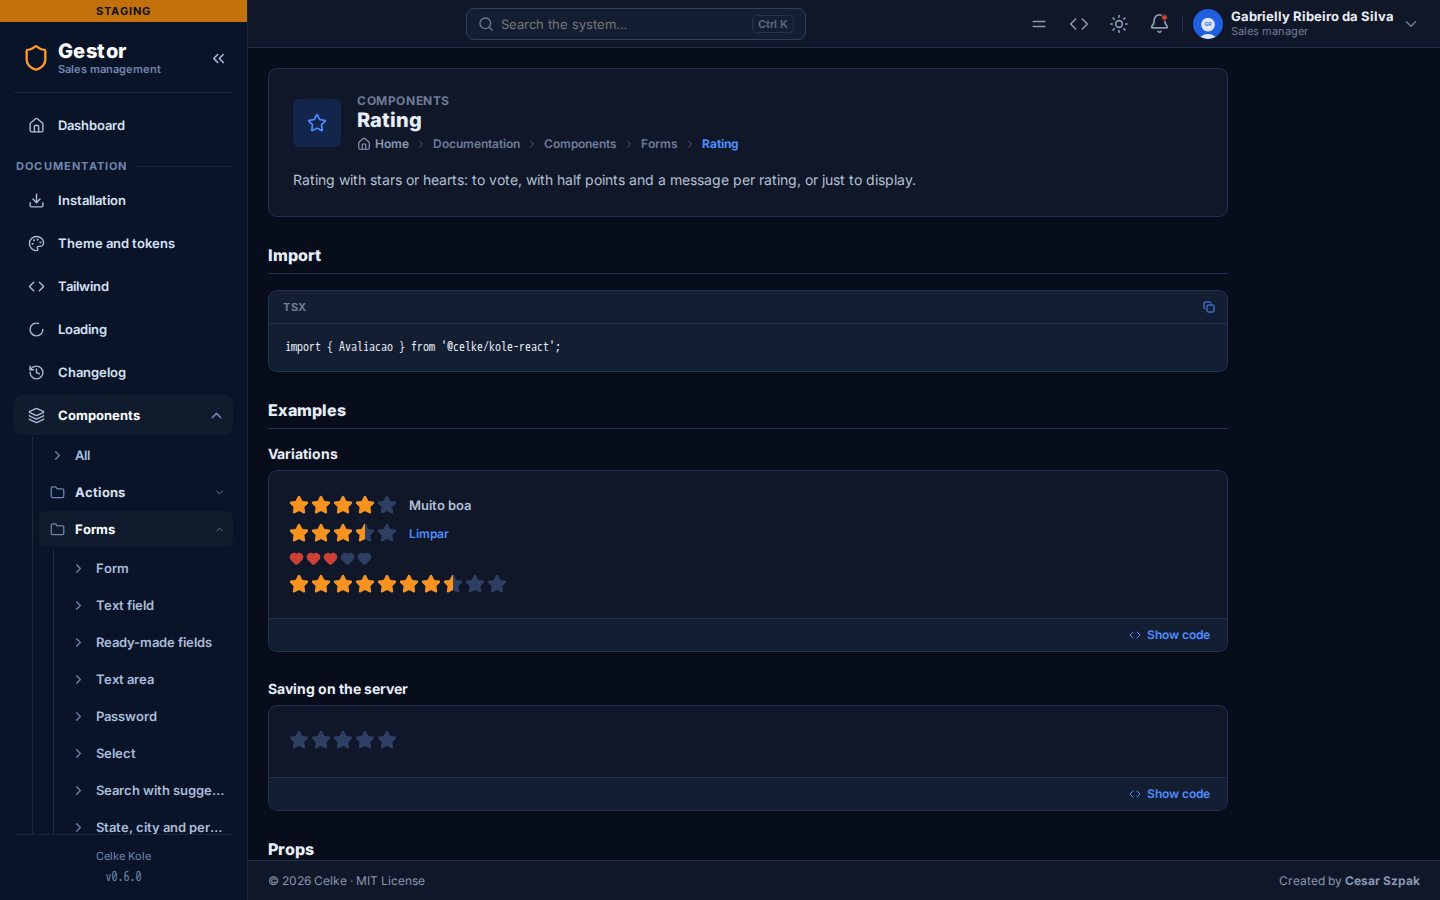 STAGING
Gestor
Sales management
Dashboard
DOCUMENTATION
Installation
Theme and tokens
Tailwind
Loading
Changelog
Components
All
Actions
Forms
Form
Text field
Ready-made fields
Text area
Password
Select
Search with sugge...
State, city and per...
Celke Kole
v0.6.0
Search the system...
Ctrl K
Gabrielly Ribeiro da Silva
Sales manager
COMPONENTS
Rating
Home > Documentation > Components > Forms > Rating
Rating with stars or hearts: to vote, with half points and a message per rating, or just to display.
Import
TSX
import { Avaliacao } from '@celke/kole-react';
Examples
Variations
Muito boa
Limpar
Show code
Saving on the server
Show code
Props
© 2026 Celke · MIT License
Created by Cesar Szpak